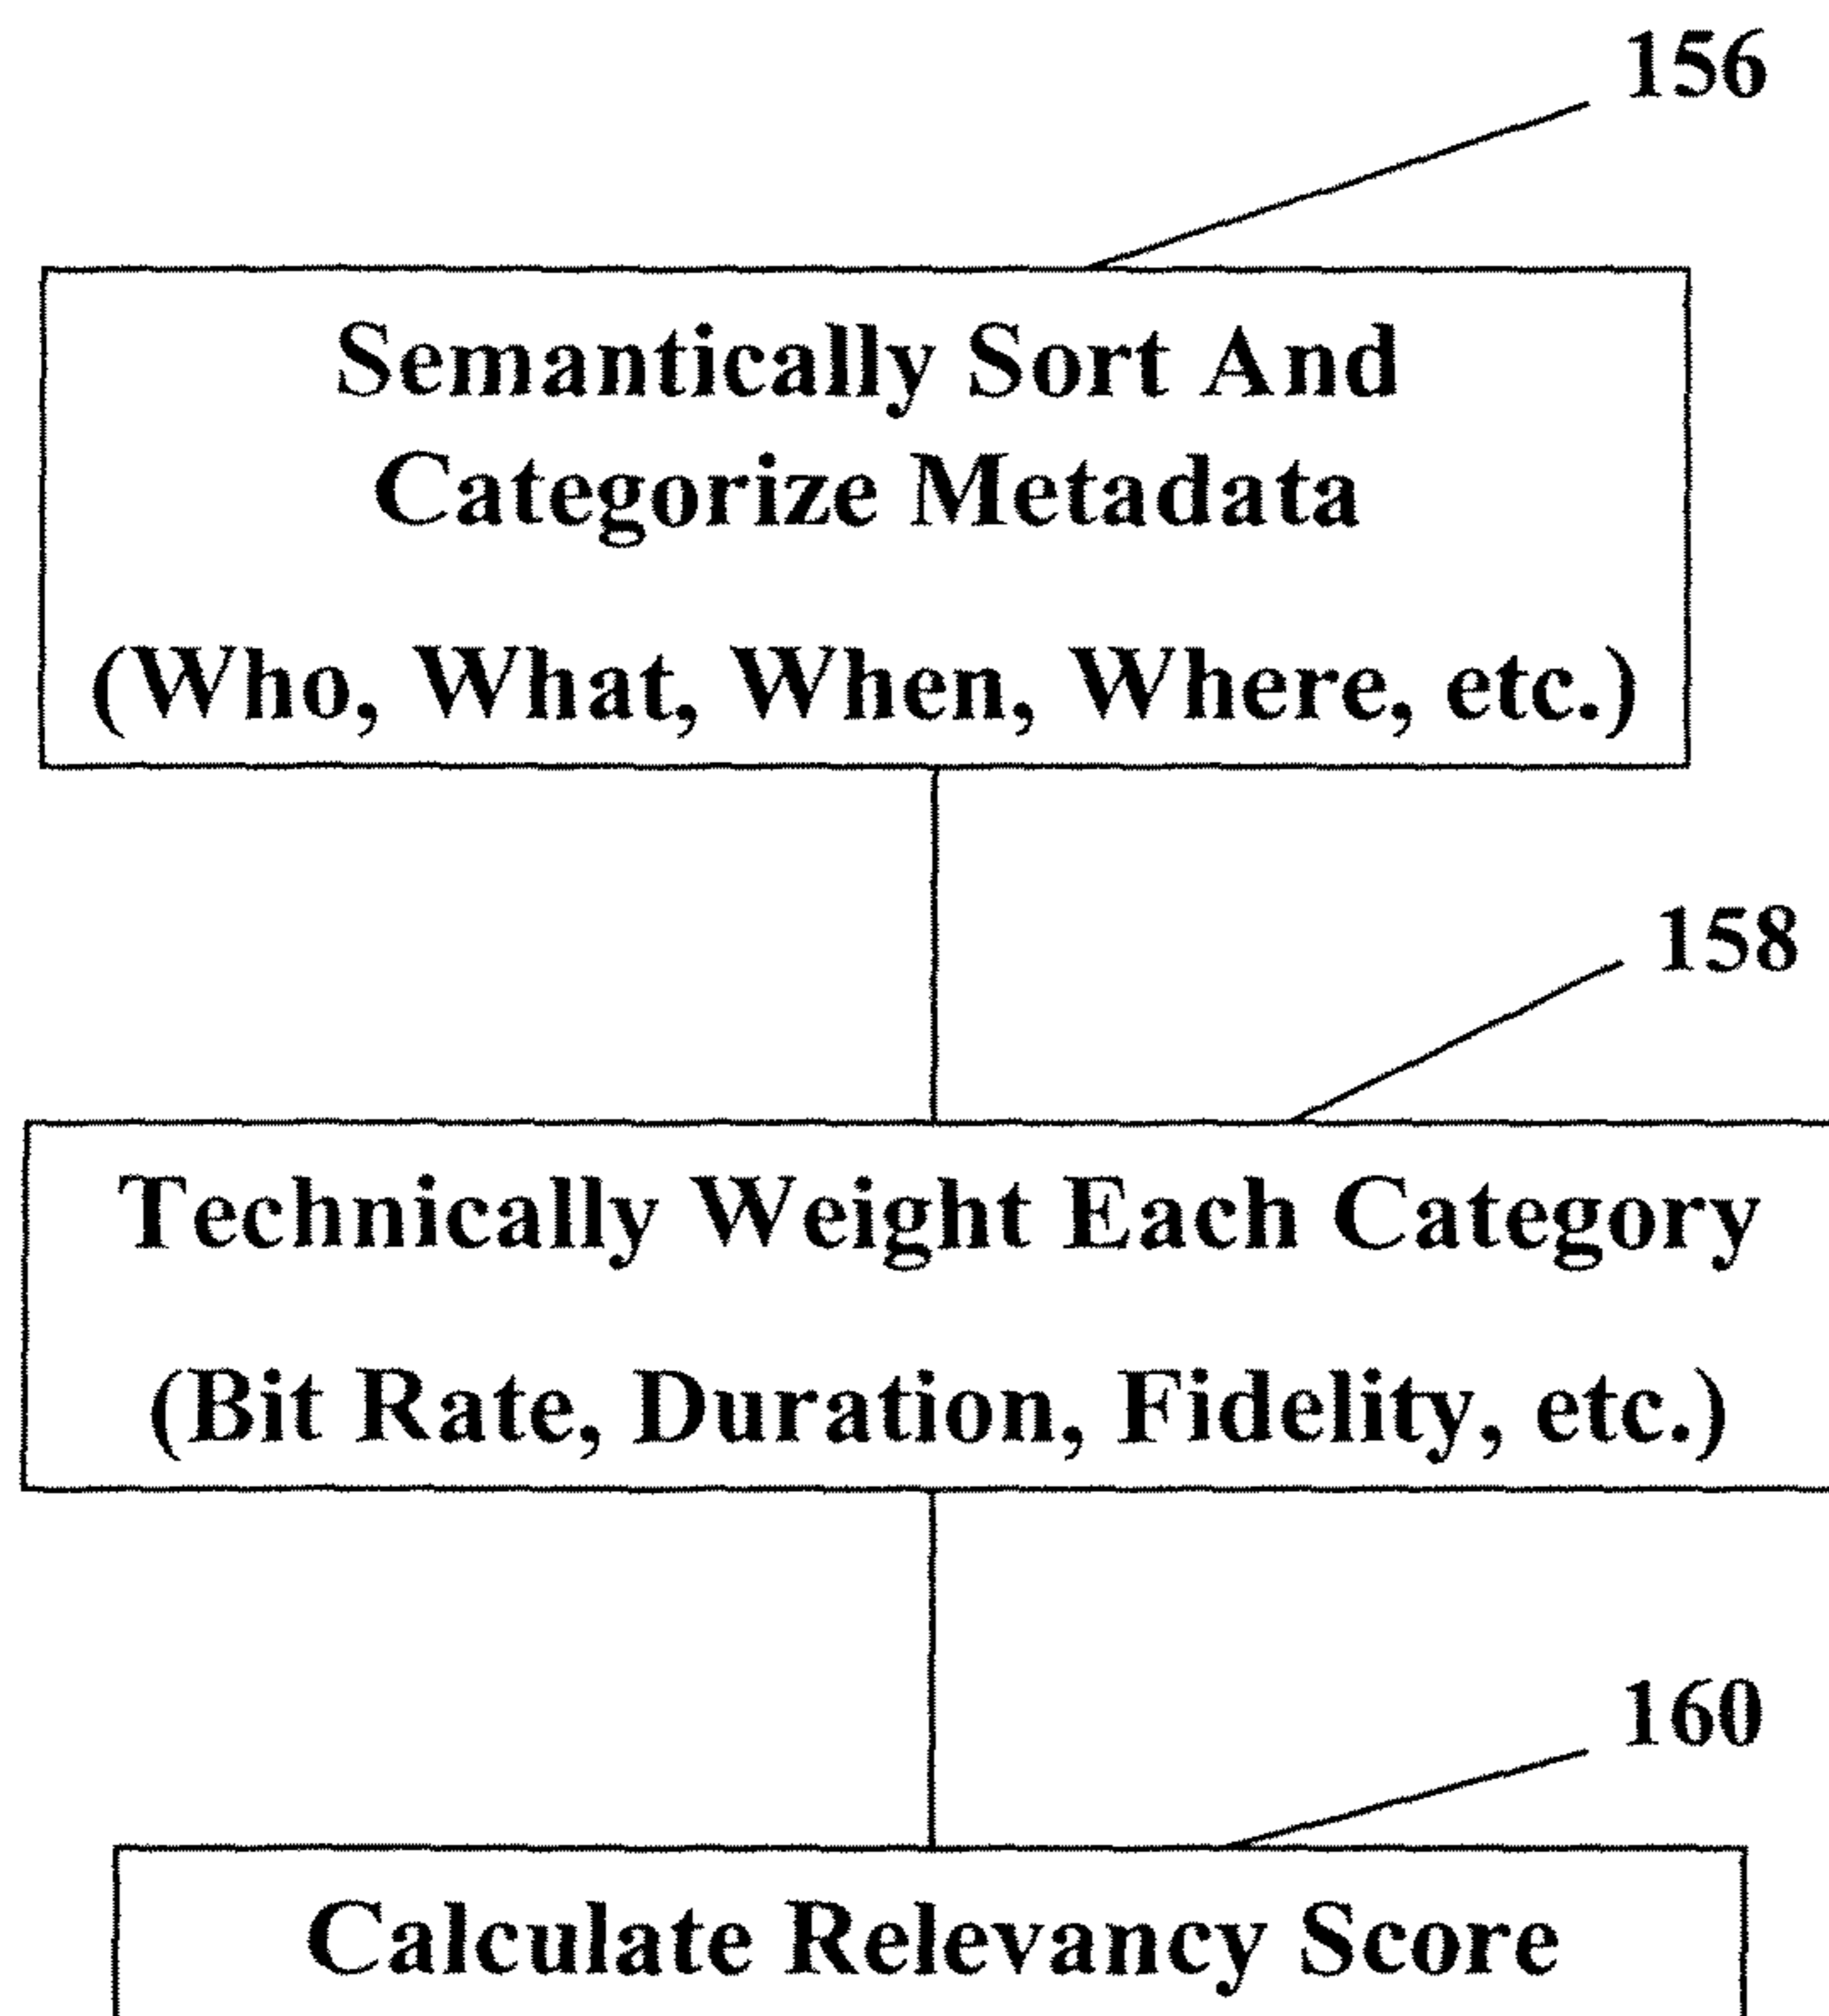 156
Semantically Sort And
Categorize Metadata
(Who, What, When, Where, etc.)
158
Technically Weight Each Category
(Bit Rate, Duration, Fidelity, etc.)
160
Calculate Relevancy Score